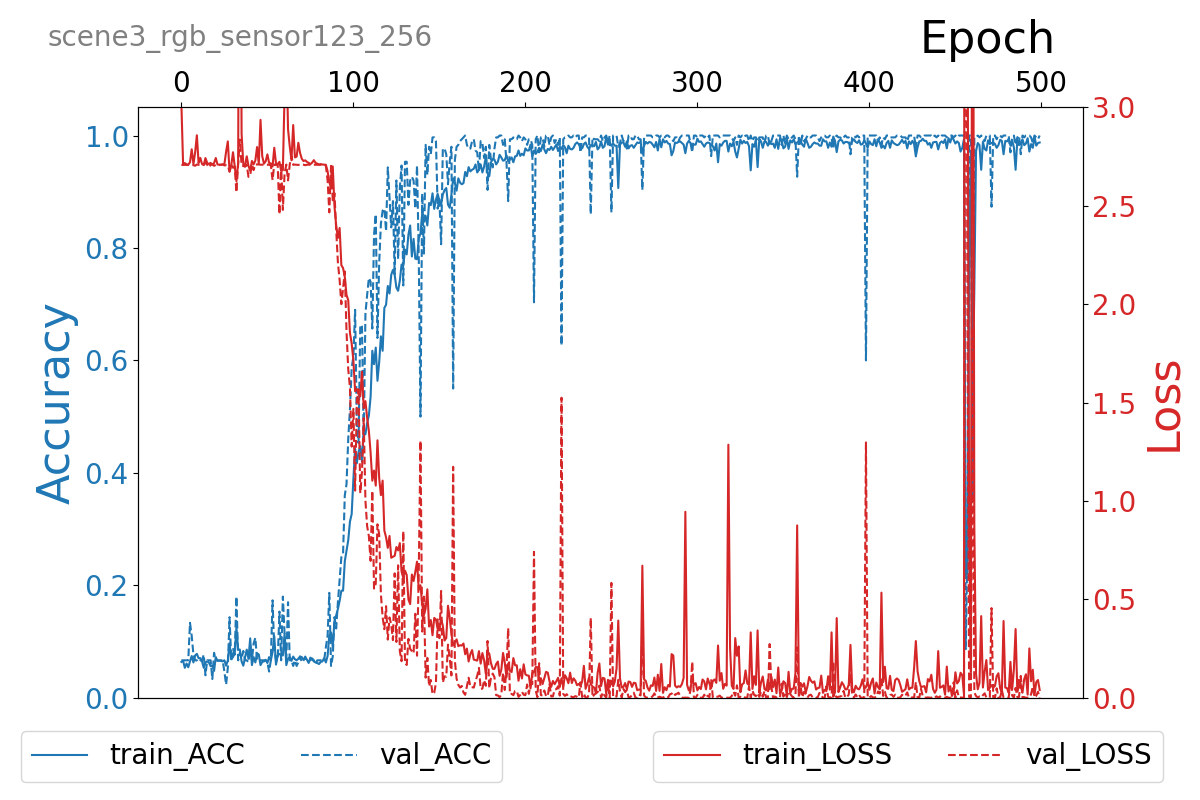 scene3_rgb_sensor123_256
Epoch
0 100 200 300 400 500
1.0 3.0
0.8 2.5
0.6 2.0
0.4 1.5
0.2 1.0
0.0 0.5
0.0
Accuracy
Loss
train_ACC val_ACC train_LOSS val_LOSS